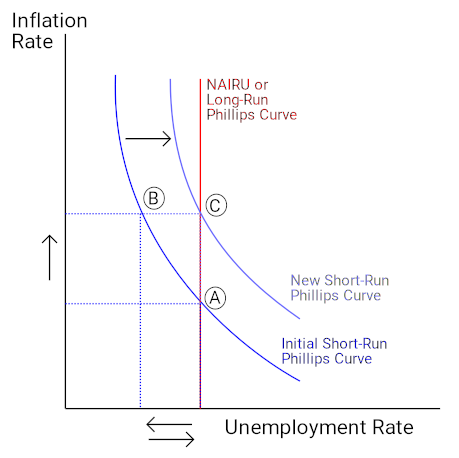 Inflation
Rate
NAIRU or
Long-Run
Phillips Curve
B
C
New Short-Run
Phillips Curve
A
Initial Short-Run
Phillips Curve
Unemployment Rate